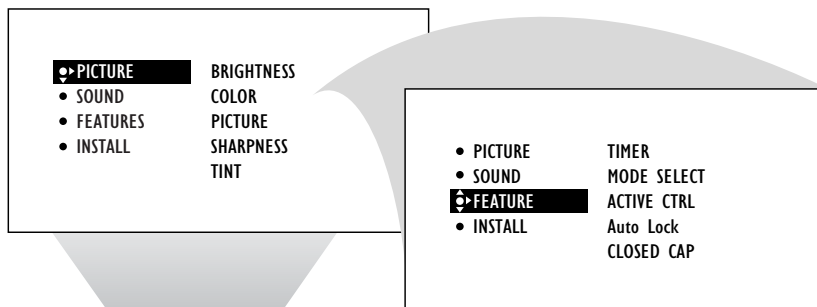 PICTURE
SOUND
FEATURES
INSTALL
BRIGHTNESS
COLOR
PICTURE
SHARPNESS
TINT
PICTURE
SOUND
FEATURE
INSTALL
TIMER
MODE SELECT
ACTIVE CTRL
Auto Lock
CLOSED CAP